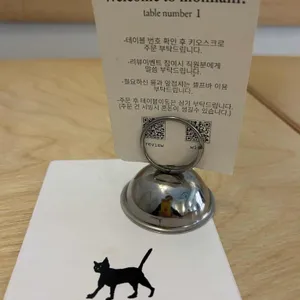 welcome to
table number 1
-테이블 번호 확인 후 키오스크로
주문 부탁드립니다.
-리뷰이벤트 참여시 직원분에게
말씀 부탁드립니다.
-필요하신 물과 앞접시는 셀프바 이용
부탁드립니다.
-주문 후 테이블이동은 삼가 부탁드립니다.
review